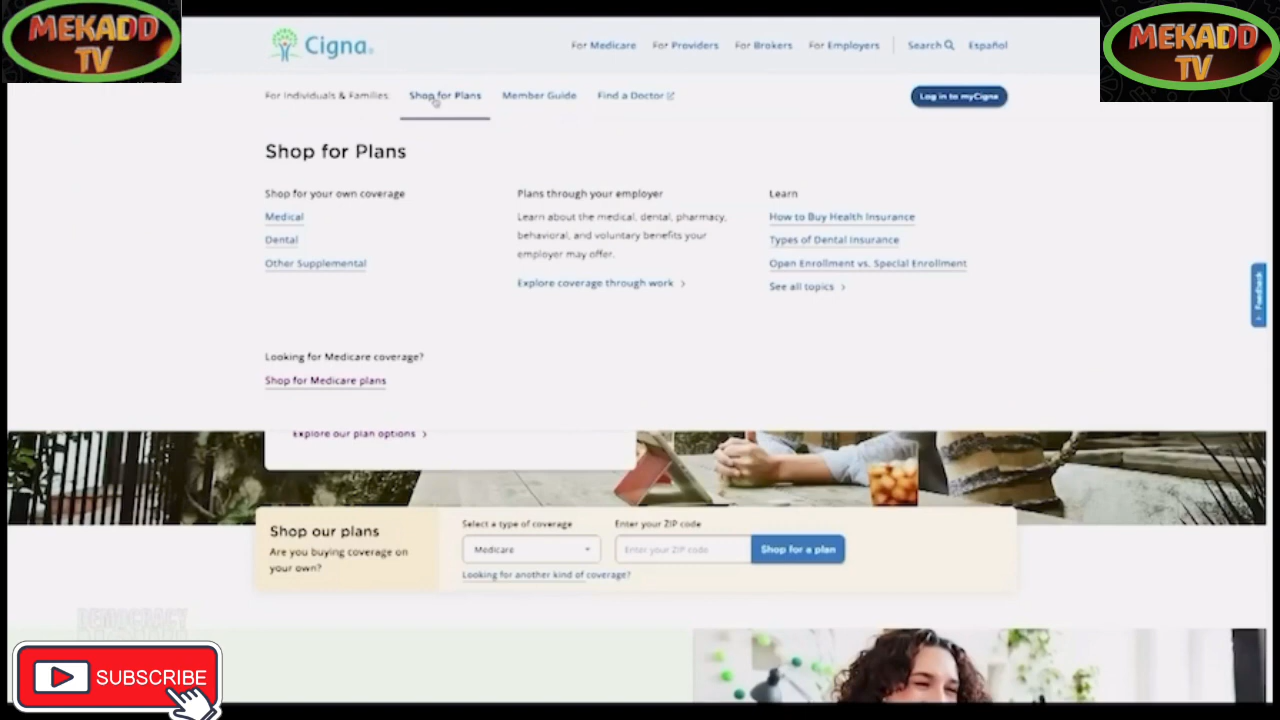 MEKADD
TV
MEKADD
TV
Cigna
For Medicare
For Providers
For Brokers
For Employers
Search
Español
For Individuals & Families
Shop for Plans
Member Guide
Find a Doctor
Log in to myCigna
Shop for Plans
Shop for your own coverage
Medical
Dental
Other Supplemental
Plans through your employer
Learn about the medical, dental, pharmacy,
behavioral, and voluntary benefits your
employer may offer.
Explore coverage through work
Learn
How to Buy Health Insurance
Types of Dental Insurance
Open Enrollment vs. Special Enrollment
See all topics
Feedback
Looking for Medicare coverage?
Shop for Medicare plans
Explore our plan options
Shop our plans
Are you buying coverage on
your own?
Select a type of coverage
Medicare
Enter your ZIP code
Enter your ZIP code
Shop for a plan
Looking for another kind of coverage?
DEMOCRACY
SUBSCRIBE